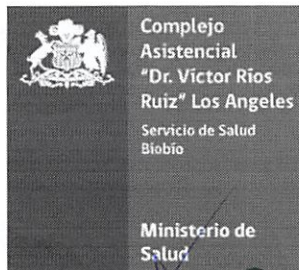 Complejo
Asistencial
"Dr. Víctor Ríos
Ruiz" Los Angeles
Servicio de Salud
Biobío
Ministerio de
Salud